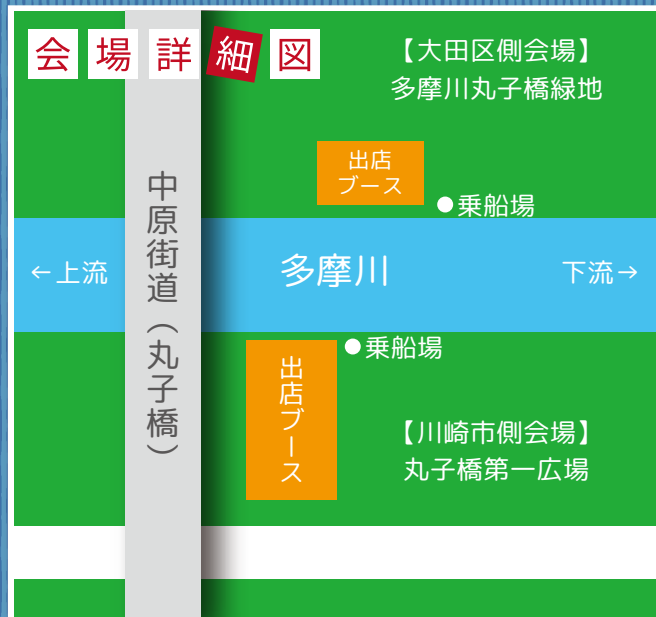 会場詳細図
【大田区側会場】
多摩川丸子橋緑地
出店
ブース
●乗船場
中原街道（丸子橋）
←上流
多摩川
下流→
●乗船場
出店ブース
【川崎市側会場】
丸子橋第一広場